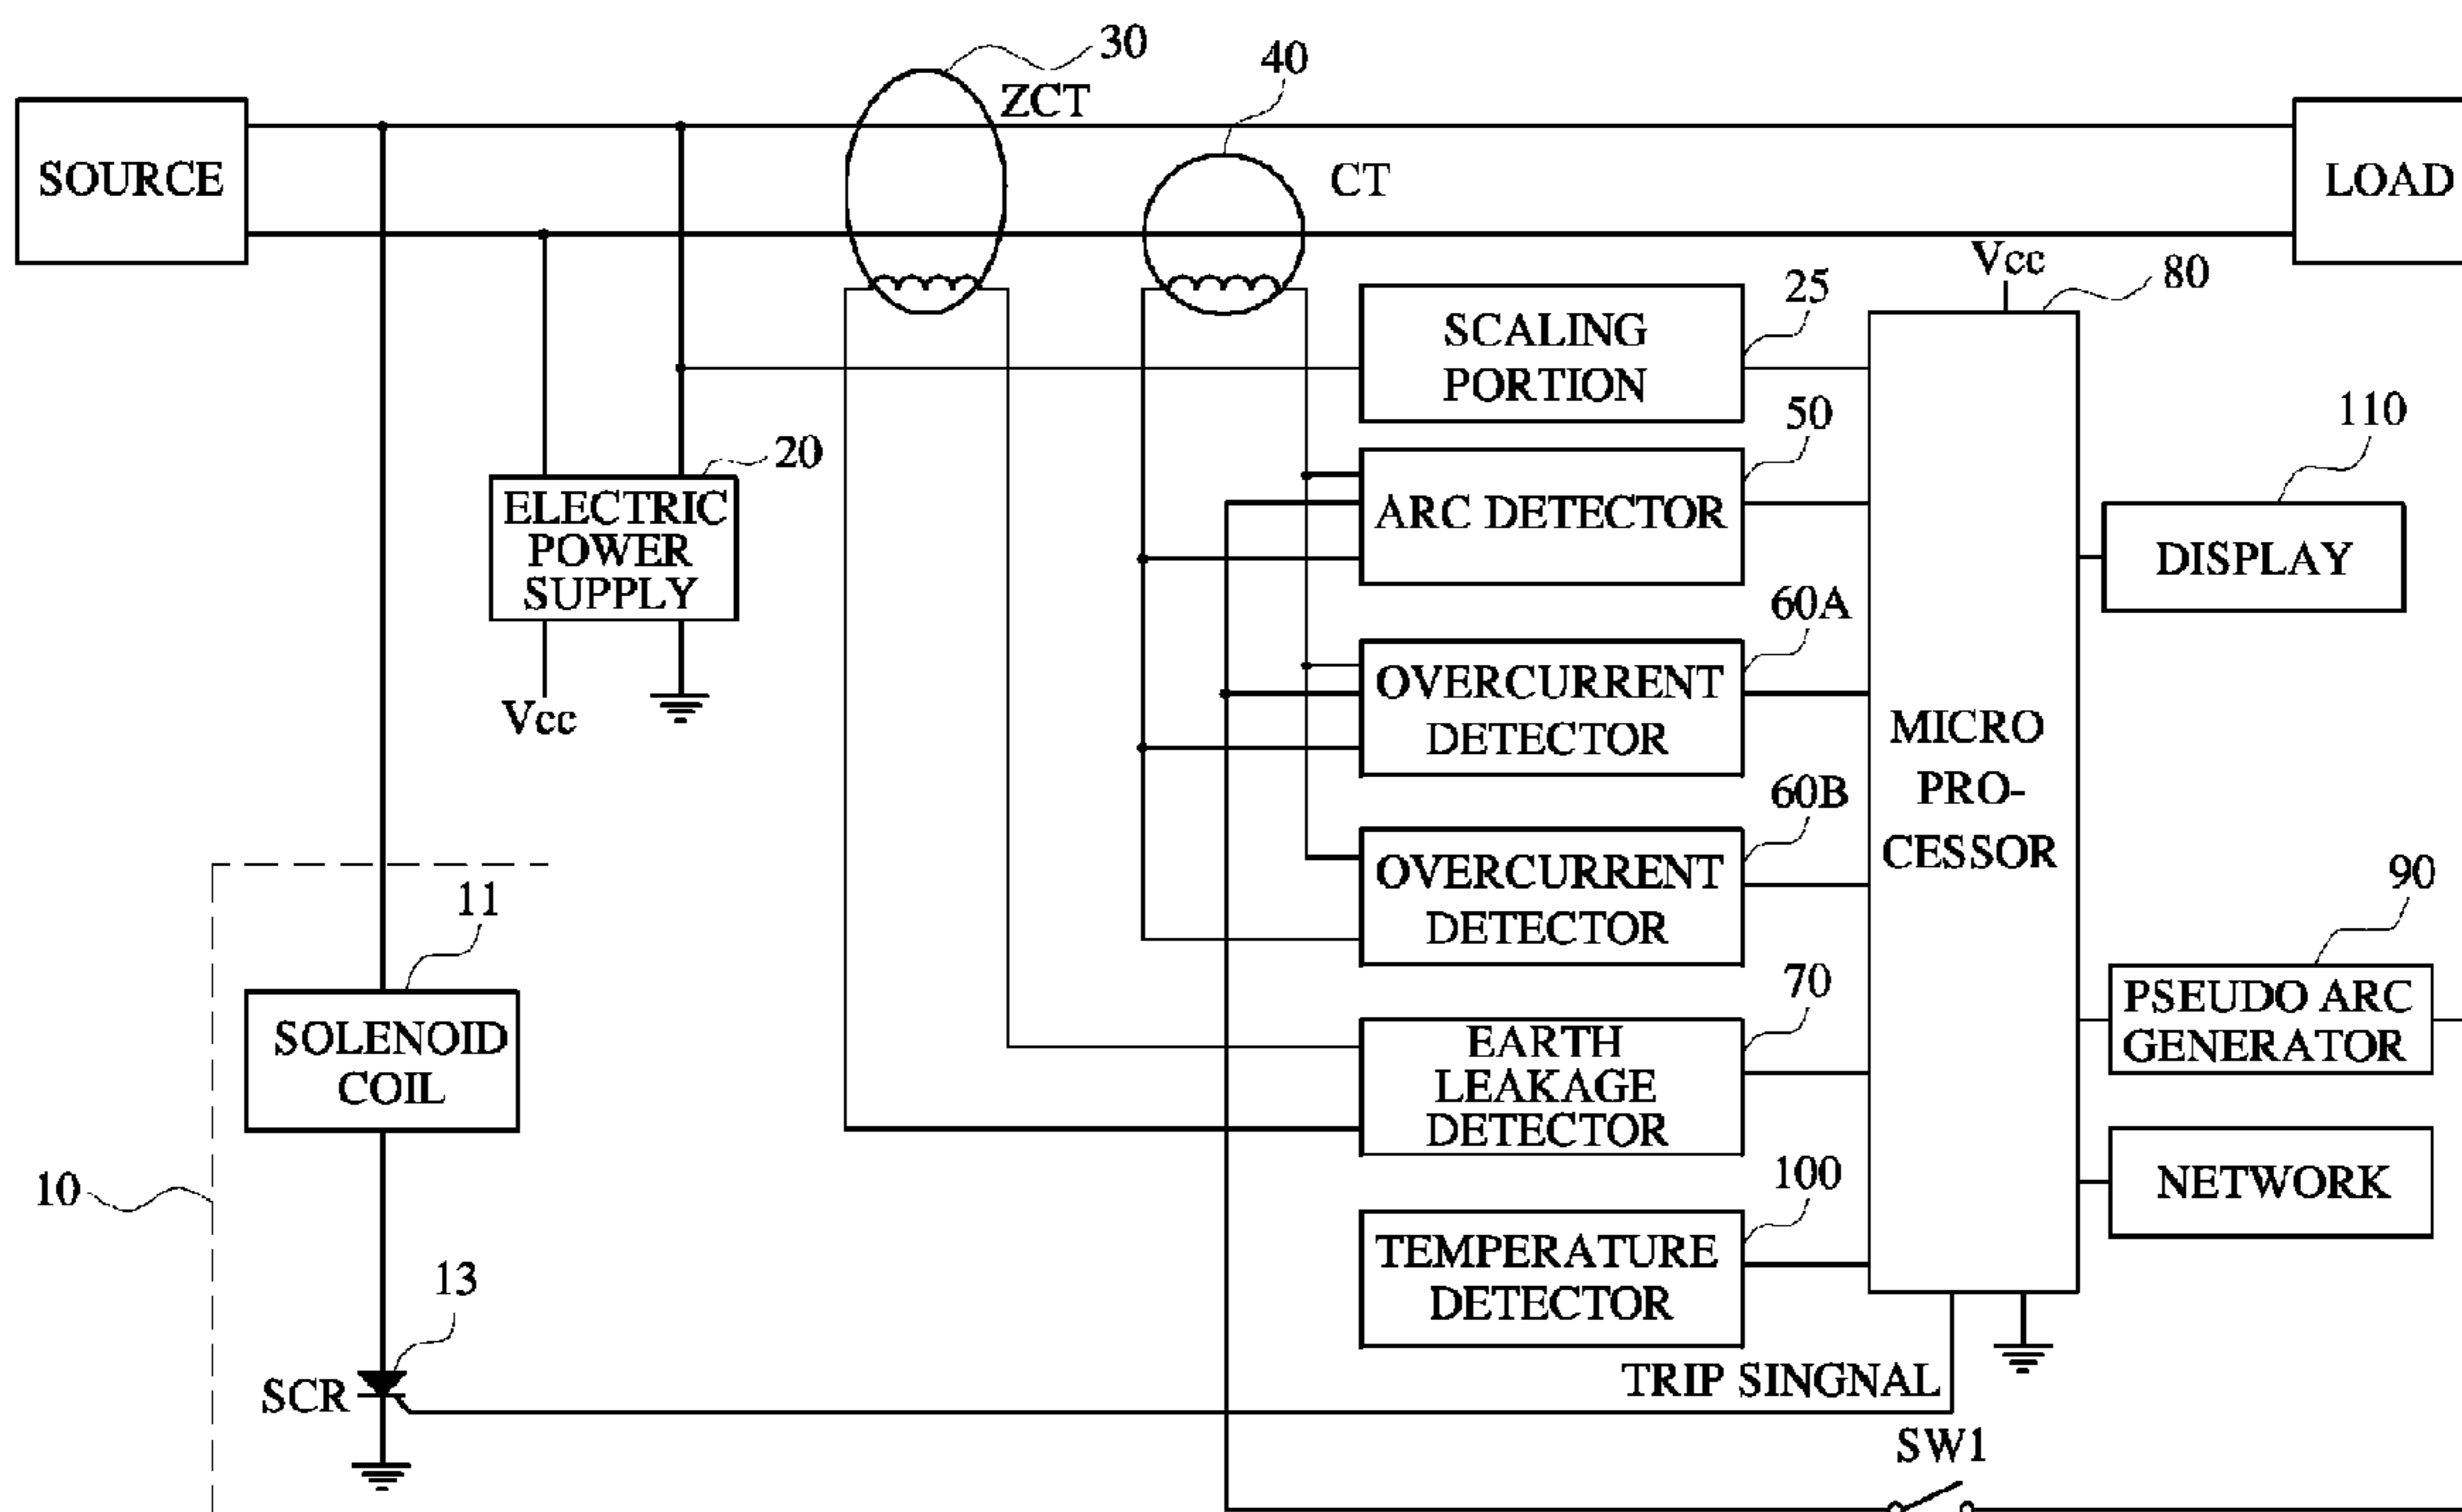 30
ZCT
40
SOURCE
CT
LOAD
Vcc
80
25
SCALING
PORTION
50
110
20
ELECTRIC
POWER
SUPPLY
ARC DETECTOR
DISPLAY
Vcc
60A
OVERCURRENT
DETECTOR
MICRO
PRO-
CESSOR
60B
OVERCURRENT
DETECTOR
90
11
SOLENOID
COIL
70
EARTH
LEAKAGE
DETECTOR
PSEUDO ARC
GENERATOR
10
100
NETWORK
TEMPERATURE
DETECTOR
13
SCR
TRIP SINGNAL
SW1